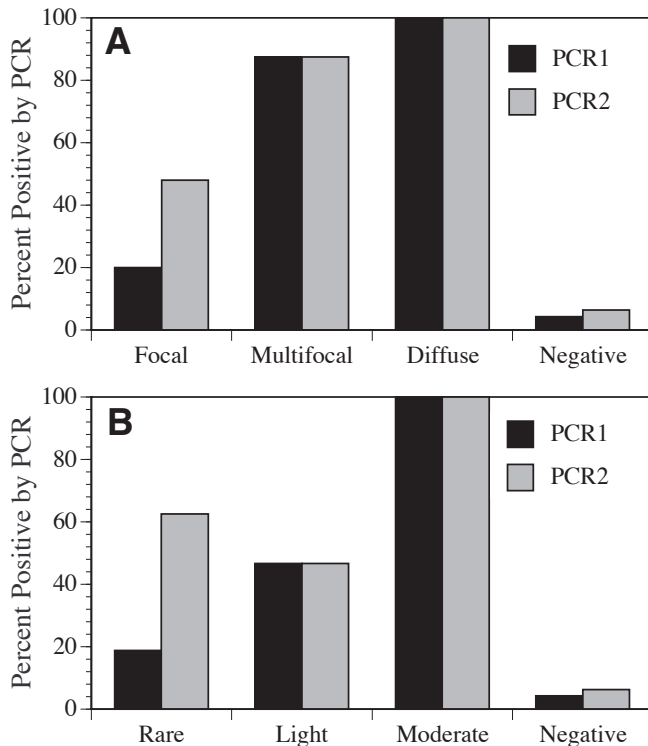 A
Percent Positive by PCR
100
80
60
40
20
0
PCR1
PCR2
Focal Multifocal Diffuse Negative
B
Percent Positive by PCR
100
80
60
40
20
0
PCR1
PCR2
Rare Light Moderate Negative